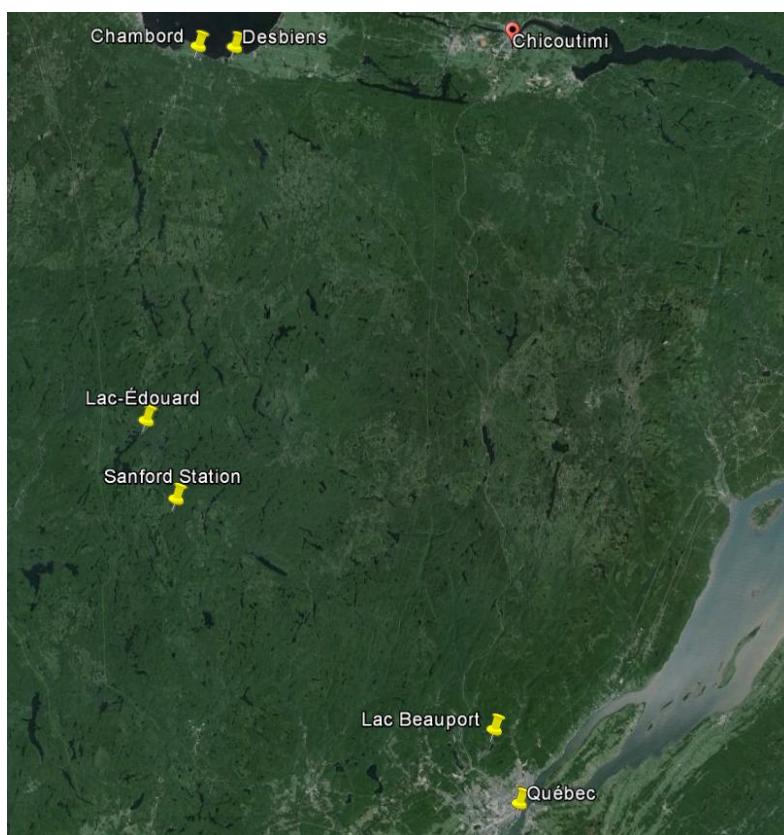 Chambord
Desbiens
Chicoutimi
Lac-Édouard
Sanford Station
Lac Beauport
Québec